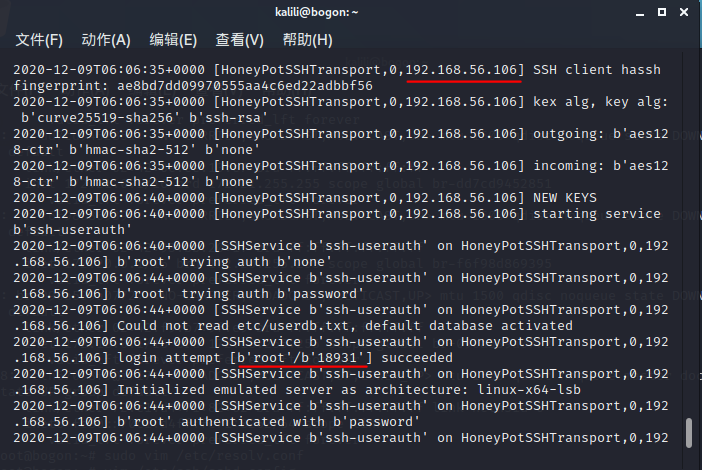 kalili@bogon: ~
文件(F) 动作(A) 编辑(E) 查看(V) 帮助(H)
2020-12-09T06:06:35+0000 [HoneyPotSSHTransport,0,192.168.56.106] SSH client hassh
fingerprint: ae8bd7dd09970555aa4c6ed22adbbf56
2020-12-09T06:06:35+0000 [HoneyPotSSHTransport,0,192.168.56.106] kex alg, key alg:
b'curve25519-sha256' b'ssh-rsa'
2020-12-09T06:06:35+0000 [HoneyPotSSHTransport,0,192.168.56.106] outgoing: b'aes12
8-ctr' b'hmac-sha2-512' b'none'
2020-12-09T06:06:35+0000 [HoneyPotSSHTransport,0,192.168.56.106] incoming: b'aes12
8-ctr' b'hmac-sha2-512' b'none'
2020-12-09T06:06:40+0000 [HoneyPotSSHTransport,0,192.168.56.106] NEW KEYS
2020-12-09T06:06:40+0000 [HoneyPotSSHTransport,0,192.168.56.106] starting service
b'ssh-userauth'
2020-12-09T06:06:40+0000 [SSHService b'ssh-userauth' on HoneyPotSSHTransport,0,192
.168.56.106] b'root' trying auth b'none'
2020-12-09T06:06:44+0000 [SSHService b'ssh-userauth' on HoneyPotSSHTransport,0,192
.168.56.106] b'root' trying auth b'password'
2020-12-09T06:06:44+0000 [SSHService b'ssh-userauth' on HoneyPotSSHTransport,0,192
.168.56.106] Could not read etc/userdb.txt, default database activated
2020-12-09T06:06:44+0000 [SSHService b'ssh-userauth' on HoneyPotSSHTransport,0,192
.168.56.106] login attempt [b'root'/b'18931'] succeeded
2020-12-09T06:06:44+0000 [SSHService b'ssh-userauth' on HoneyPotSSHTransport,0,192
.168.56.106] Initialized emulated server as architecture: linux-x64-lsb
2020-12-09T06:06:44+0000 [SSHService b'ssh-userauth' on HoneyPotSSHTransport,0,192
.168.56.106] b'root' authenticated with b'password'
2020-12-09T06:06:44+0000 [SSHService b'ssh-userauth' on HoneyPotSSHTransport,0,192